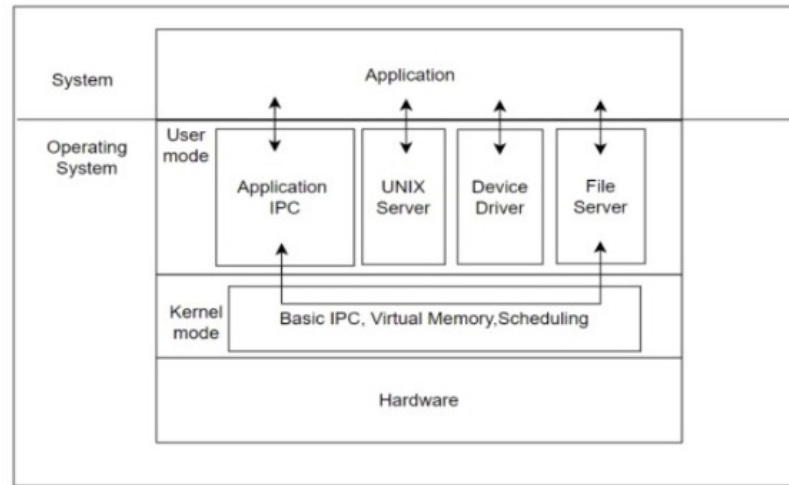 System
Application
Operating
System
User
mode
Application
IPC
UNIX
Server
Device
Driver
File
Server
Kernel
mode
Basic IPC, Virtual Memory,Scheduling
Hardware